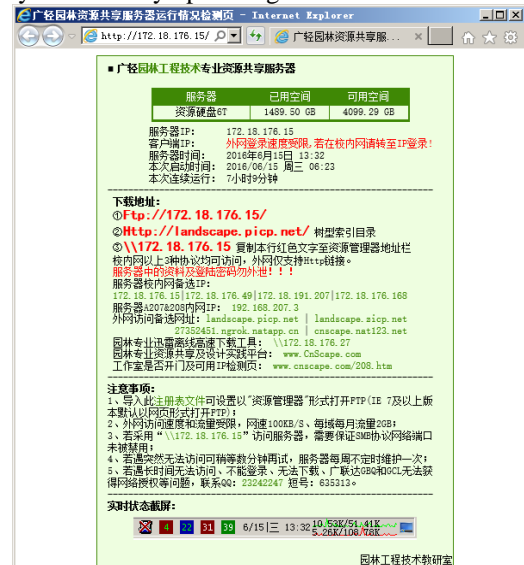 广轻园林资源共享服务器运行情况检测页 - Internet Explorer
http://172.18.176.15/
广轻园林资源共享服...
■ 广轻园林工程技术专业资源共享服务器
服务器 已用空间 可用空间
资源硬盘6T 1489.50 GB 4099.29 GB
服务器IP: 172.18.176.15
客户端IP: 外网登录速度受限,若在校内网请转至IP登录!
服务器时间: 2016年6月15日 13:32
本次启动时间: 2016/06/15 周三 06:23
本次连续运行: 7小时9分钟
下载地址:
①Ftp://172.18.176.15/
②Http://landscape.picp.net/ 树型索引目录
③\\172.18.176.15 复制本行红色文字至资源管理器地址栏
校内网以上3种协议均可访问,外网仅支持Http链接。
服务器中的资料及登陆密码勿外泄!!!
服务器校内网备选IP:
172.18.176.15|172.18.176.49|172.18.191.207|172.18.176.168
服务器A207&208内网IP: 192.168.207.3
外网访问备选网址: landscape.picp.net | landscape.zicp.net
27352451.ngrok.natapp.cn | cnscape.nat123.net
园林专业迅雷离线高速下载工具: \\172.18.176.27
园林专业资源共享及设计实践平台: www.CnScape.com
工作室是否开门及可用IP检测页: www.cnscape.com/208.htm
注意事项:
1、导入此注册表文件可设置以"资源管理器"形式打开FTP(IE 7及以上版
本默认以网页形式打开FTP);
2、外网访问速度和流量受限,网速100KB/S、每域每月流量2GB;
3、若采用“\\172.18.176.15”访问服务器,需要保证SMB协议网络端口
未被禁用;
4、若遇突然无法访问可稍等数分钟再试,服务器每周不定时维护一次;
5、若遇长时间无法访问、不能登录、无法下载、广联达GBQ和GCL无法获
得网络授权等问题,联系QQ: 23242247 短号: 635313。
实时状态截屏:
4 22 31 39 6/15|三 13:32 10.53K/51.41K
5.26K/108.78K
园林工程技术教研室